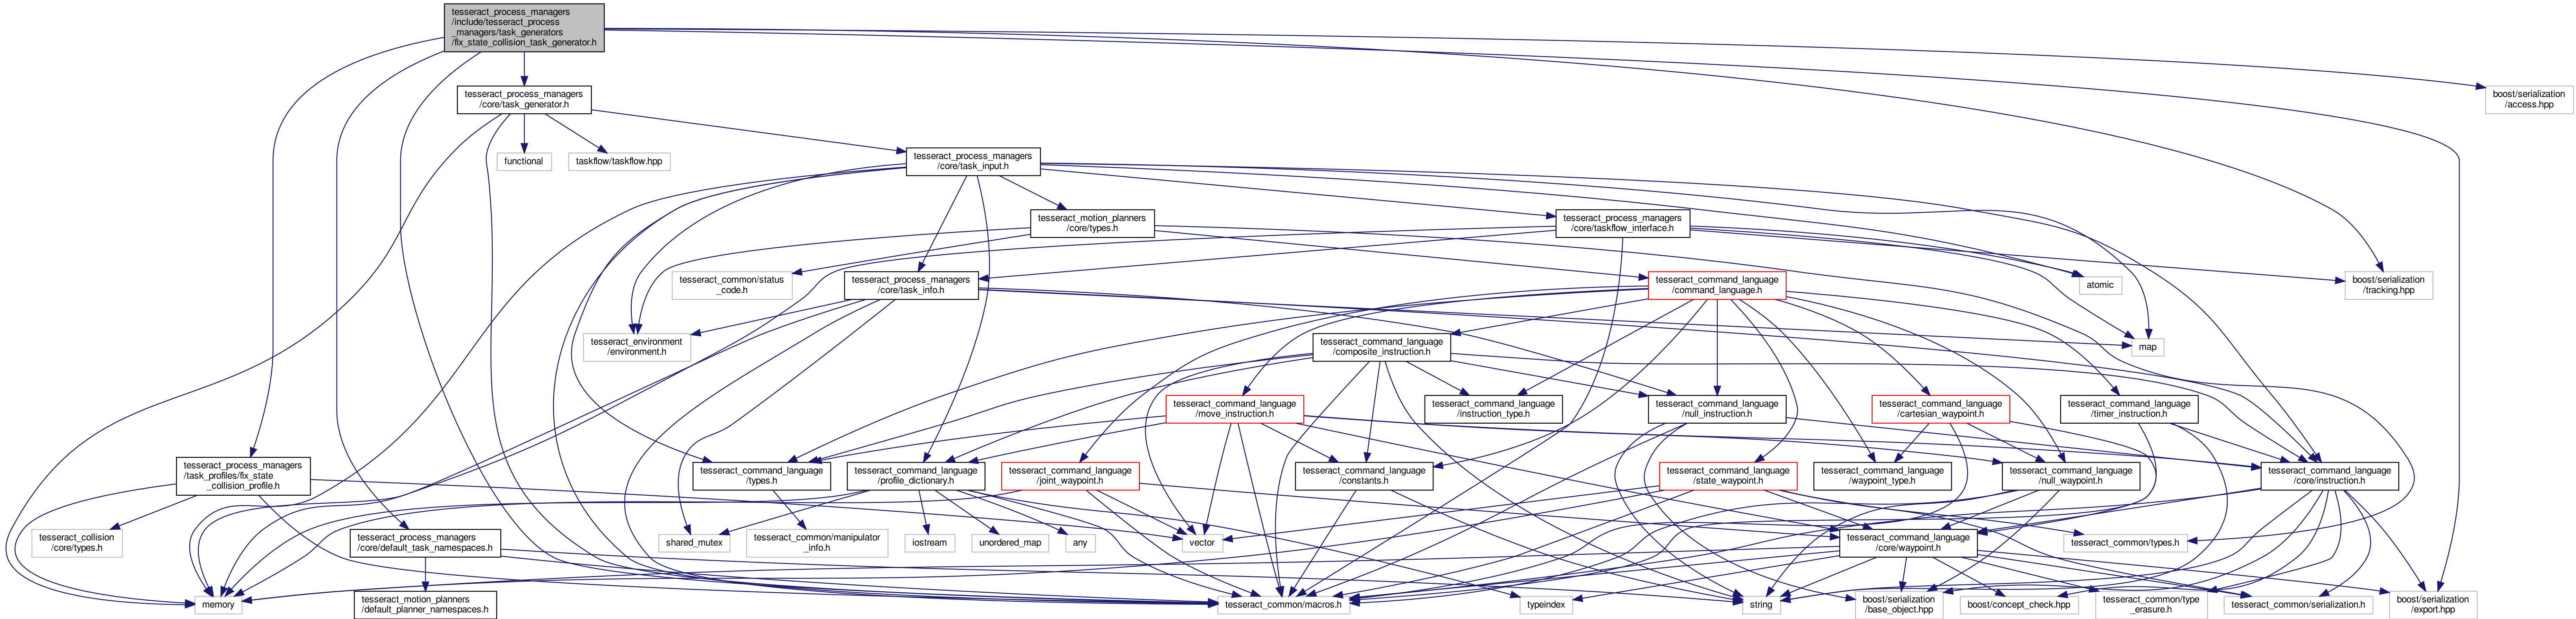 tesseract_process_managers
/include/tesseract_process
_managers/task_generators
/fix_state_collision_task_generator.h
tesseract_process_managers
/core/task_generator.h
boost/serialization
/access.hpp
functional
taskflow/taskflow.hpp
tesseract_process_managers
/core/task_input.h
tesseract_motion_planners
/core/types.h
tesseract_process_managers
/core/taskflow_interface.h
tesseract_common/status
_code.h
tesseract_process_managers
/core/task_info.h
tesseract_command_language
/command_language.h
atomic
boost/serialization
/tracking.hpp
tesseract_environment
/environment.h
tesseract_command_language
/composite_instruction.h
map
tesseract_command_language
/move_instruction.h
tesseract_command_language
/instruction_type.h
tesseract_command_language
/null_instruction.h
tesseract_command_language
/cartesian_waypoint.h
tesseract_command_language
/timer_instruction.h
tesseract_process_managers
/task_profiles/fix_state
_collision_profile.h
tesseract_command_language
/types.h
tesseract_command_language
/profile_dictionary.h
tesseract_command_language
/joint_waypoint.h
tesseract_command_language
/constants.h
tesseract_command_language
/state_waypoint.h
tesseract_command_language
/waypoint_type.h
tesseract_command_language
/null_waypoint.h
tesseract_command_language
/core/instruction.h
tesseract_collision
/core/types.h
tesseract_process_managers
/core/default_task_namespaces.h
shared_mutex
tesseract_common/manipulator
_info.h
iostream
unordered_map
any
vector
tesseract_command_language
/core/waypoint.h
tesseract_common/types.h
memory
tesseract_motion_planners
/default_planner_namespaces.h
tesseract_common/macros.h
typeindex
string
boost/serialization
/base_object.hpp
boost/concept_check.hpp
tesseract_common/type
_erasure.h
tesseract_common/serialization.h
boost/serialization
/export.hpp